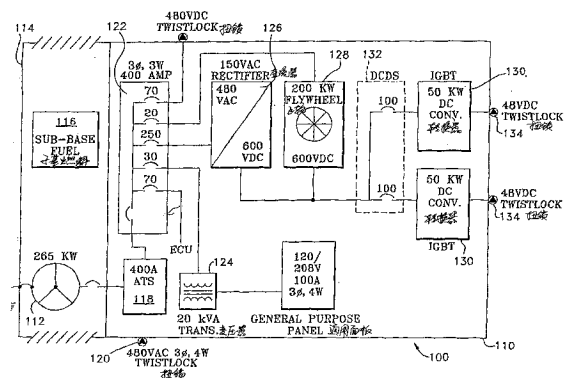 480VDC
TWISTLOCK 扭锁
114
122
126
128
132
3ø, 3W
400 AMP
150VAC
RECTIFIER
200 KW
FLYWHEEL
600VDC
DCDS
IGBT
130
70
20
250
30
70
480
VAC
600
VDC
100
100
50 KW
DC
CONV.
转换器
48VDC
TWISTLOCK
扭锁
134
116
SUB-BASE
FUEL
50 KW
DC
CONV.
转换器
IGBT
130
48VDC
TWISTLOCK
134 扭锁
ECU
265 KW
112
400A
ATS
118
124
20 kVA
TRANS. 变压器
120/
208V
100A
3ø, 4W
GENERAL PURPOSE
PANEL 通用面板
120
480VAC 3ø, 4W
TWISTLOCK
扭锁
100
110